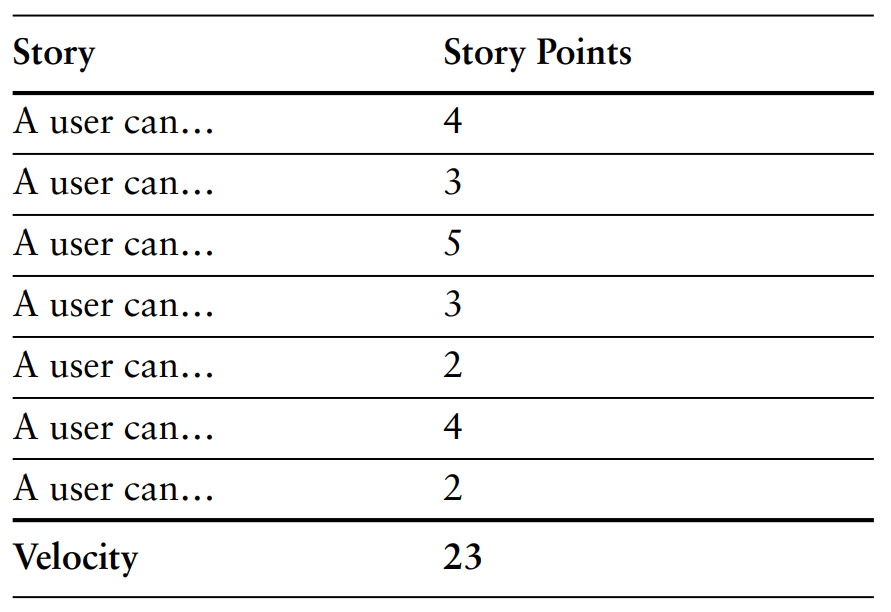 Story Story Points
A user can… 4
A user can… 3
A user can… 5
A user can… 3
A user can… 2
A user can… 4
A user can… 2
Velocity 23